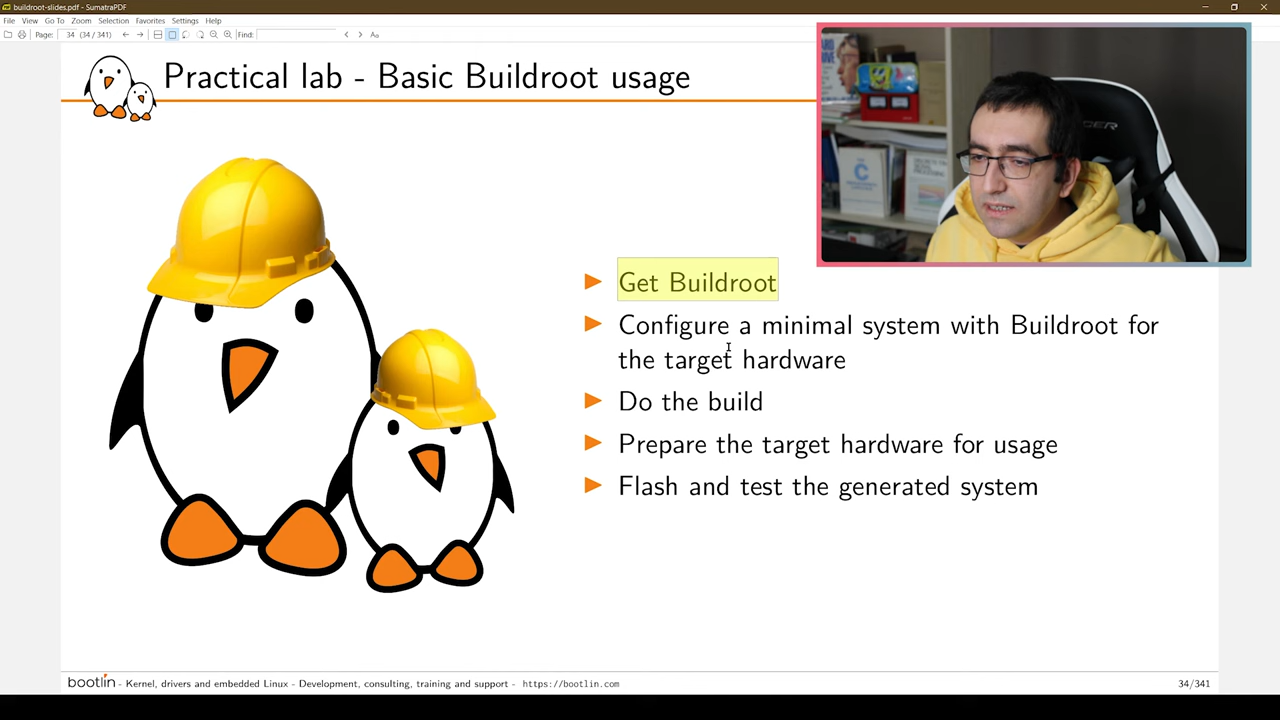 buildroot-slides.pdf - SumatraPDF
File View Go To Zoom Selection Favorites Settings Help
Page: 34 (34 / 341) Find: Aa
Practical lab - Basic Buildroot usage
Get Buildroot
Configure a minimal system with Buildroot for
the target hardware
Do the build
Prepare the target hardware for usage
Flash and test the generated system
bootlin - Kernel, drivers and embedded Linux - Development, consulting, training and support - https://bootlin.com
34/341